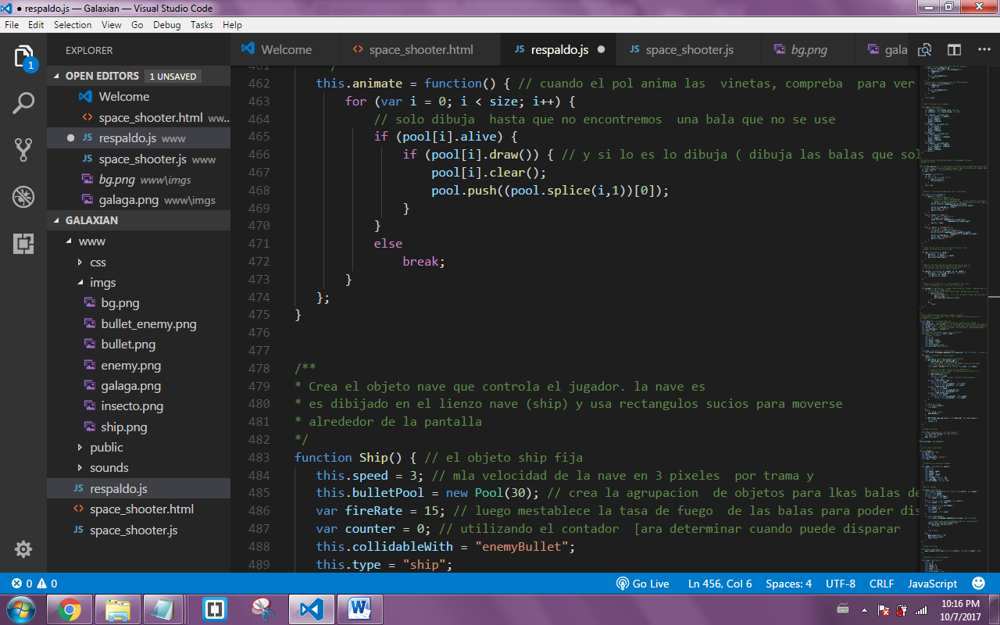 ● respaldo.js — Galaxian — Visual Studio Code
File Edit Selection View Go Debug Tasks Help
1
EXPLORER
OPEN EDITORS 1 UNSAVED
Welcome
space_shooter.html ww...
respaldo.js www
space_shooter.js www
bg.png www\imgs
galaga.png www\imgs
GALAXIAN
www
css
imgs
bg.png
bullet_enemy.png
bullet.png
enemy.png
galaga.png
insecto.png
ship.png
public
sounds
respaldo.js
space_shooter.html
space_shooter.js
Welcome space_shooter.html respaldo.js space_shooter.js bg.png gala
461
462 this.animate = function() { // cuando el pol anima las vinetas, compreba para ver
463 for (var i = 0; i < size; i++) {
464 // solo dibuja hasta que no encontremos una bala que no se use
465 if (pool[i].alive) {
466 if (pool[i].draw()) { // y si lo es lo dibuja ( dibuja las balas que sol
467 pool[i].clear();
468 pool.push((pool.splice(i,1))[0]);
469 }
470 }
471 else
472 break;
473 }
474 };
475 }
476
477
478 /**
479 * Crea el objeto nave que controla el jugador. la nave es
480 * es dibijado en el lienzo nave (ship) y usa rectangulos sucios para moverse
481 * alrededor de la pantalla
482 */
483 function Ship() { // el objeto ship fija
484 this.speed = 3; // mla velocidad de la nave en 3 pixeles por trama y
485 this.bulletPool = new Pool(30); // crea la agrupacion de objetos para lkas balas de
486 var fireRate = 15; // luego mestablece la tasa de fuego de las balas para poder dis
487 var counter = 0; // utilizando el contador [ara determinar cuando puede disparar
488 this.collidableWith = "enemyBullet";
489 this.type = "ship";
0 0 Go Live Ln 456, Col 6 Spaces: 4 UTF-8 CRLF JavaScript
10:16 PM
10/7/2017